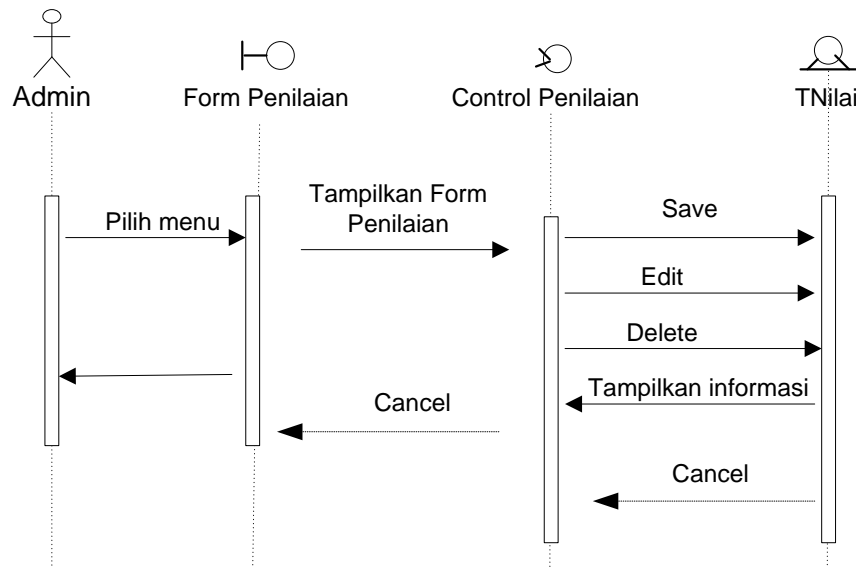 Admin
Form Penilaian
Control Penilaian
TNilai
Pilih menu
Tampilkan Form
Penilaian
Save
Edit
Delete
Tampilkan informasi
Cancel
Cancel